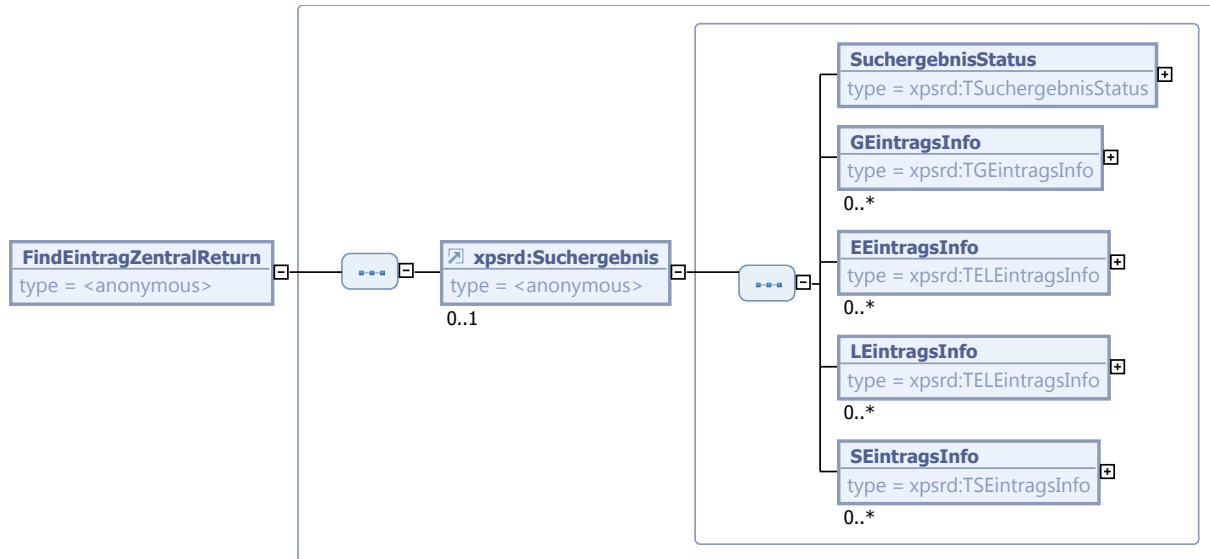 SuchergebnisStatus
type = xpsrd:TSuchergebnisStatus
GEintragsInfo
type = xpsrd:TGEintragsInfo
0..*
FindEintragZentralReturn
type = <anonymous>
xpsrd:Suchergebnis
type = <anonymous>
0..1
EEintragsInfo
type = xpsrd:TELEintragsInfo
0..*
LEintragsInfo
type = xpsrd:TELEintragsInfo
0..*
SEintragsInfo
type = xpsrd:TSEintragsInfo
0..*